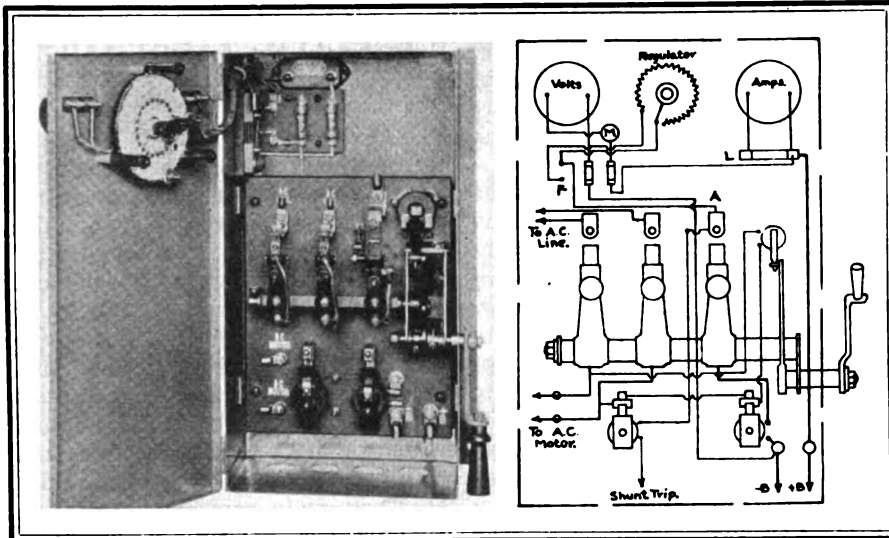 Regulator
Volts
Amps
M
L
F
A
To A.C.
Line.
To A.C.
Motor.
Shunt Trip.
-B +B